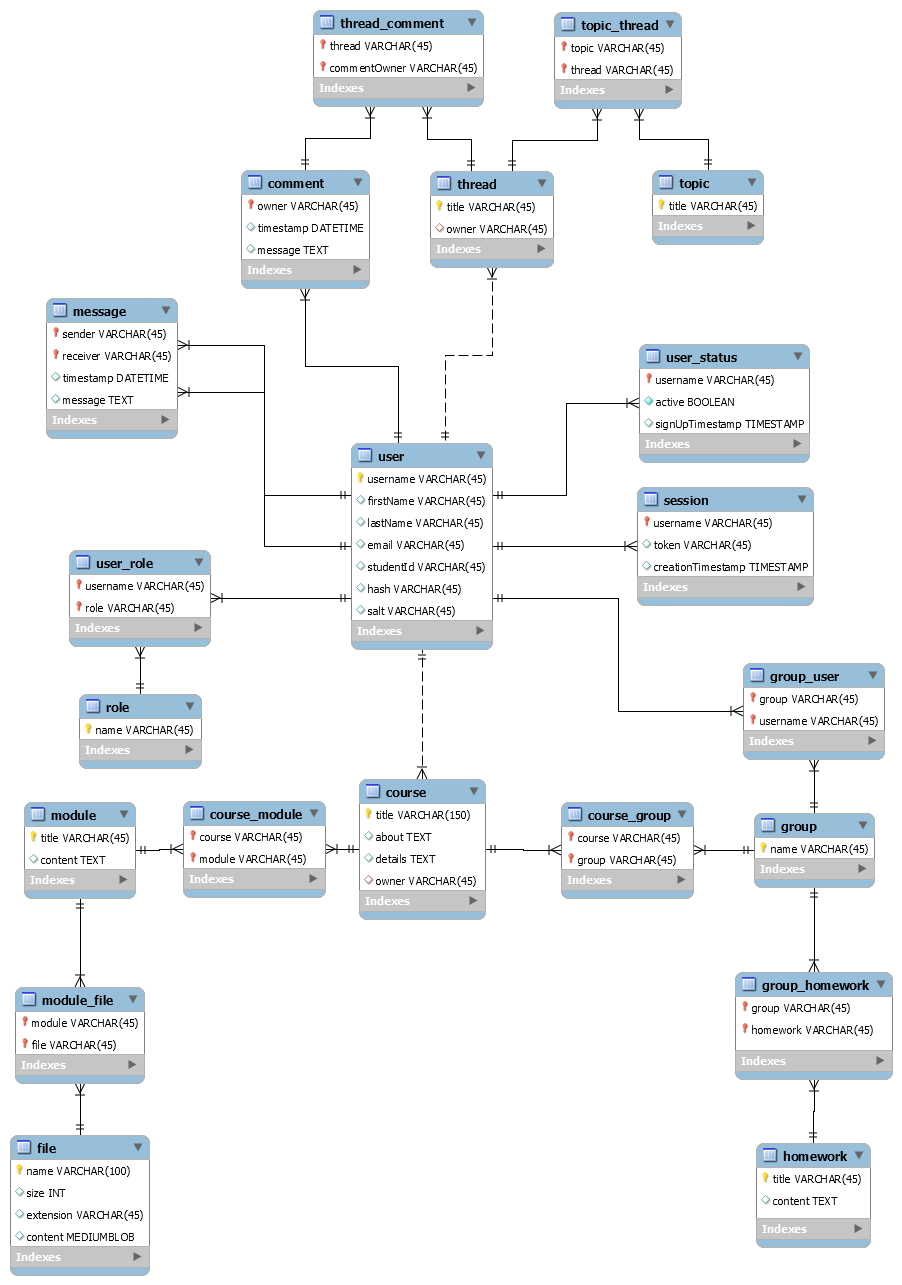 thread_comment
thread VARCHAR(45)
commentOwner VARCHAR(45)
Indexes
topic_thread
topic VARCHAR(45)
thread VARCHAR(45)
Indexes
comment
owner VARCHAR(45)
timestamp DATETIME
message TEXT
Indexes
thread
title VARCHAR(45)
owner VARCHAR(45)
Indexes
topic
title VARCHAR(45)
Indexes
message
sender VARCHAR(45)
receiver VARCHAR(45)
timestamp DATETIME
message TEXT
Indexes
user_status
username VARCHAR(45)
active BOOLEAN
signUpTimestamp TIMESTAMP
Indexes
user
username VARCHAR(45)
firstName VARCHAR(45)
lastName VARCHAR(45)
email VARCHAR(45)
studentId VARCHAR(45)
hash VARCHAR(45)
salt VARCHAR(45)
Indexes
session
username VARCHAR(45)
token VARCHAR(45)
creationTimestamp TIMESTAMP
Indexes
user_role
username VARCHAR(45)
role VARCHAR(45)
Indexes
role
name VARCHAR(45)
Indexes
group_user
group VARCHAR(45)
username VARCHAR(45)
Indexes
module
title VARCHAR(45)
content TEXT
Indexes
course_module
course VARCHAR(45)
module VARCHAR(45)
Indexes
course
title VARCHAR(150)
about TEXT
details TEXT
owner VARCHAR(45)
Indexes
course_group
course VARCHAR(45)
group VARCHAR(45)
Indexes
group
name VARCHAR(45)
Indexes
module_file
module VARCHAR(45)
file VARCHAR(45)
Indexes
group_homework
group VARCHAR(45)
homework VARCHAR(45)
Indexes
file
name VARCHAR(100)
size INT
extension VARCHAR(45)
content MEDIUMBLOB
Indexes
homework
title VARCHAR(45)
content TEXT
Indexes